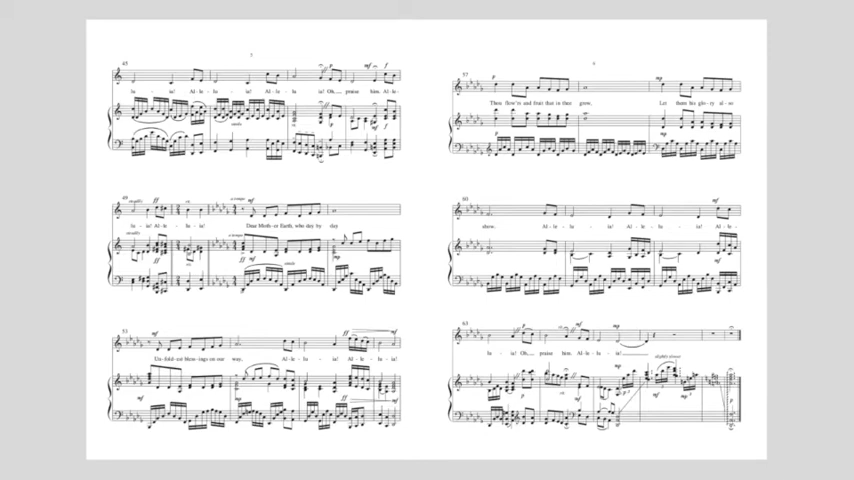 5
45
lu - ia! Al - le - lu - ia! Al - le - lu - ia! Oh, praise him. Al-le-
49
lu - ia! Al-le - lu - ia! Dear Moth-er Earth, who day by day
a tempo
53
Un-fold-est bless-ings on our way, Al-le - lu - ia! Al-le - lu - ia!
57
Thou flow'rs and fruit that in thee grow, Let them his glo-ry al-so
60
show. Al-le - lu - ia! Al-le - lu - ia! Al-le-
63
lu - ia! Oh, praise him. Al-le-lu - ia!
slightly slower